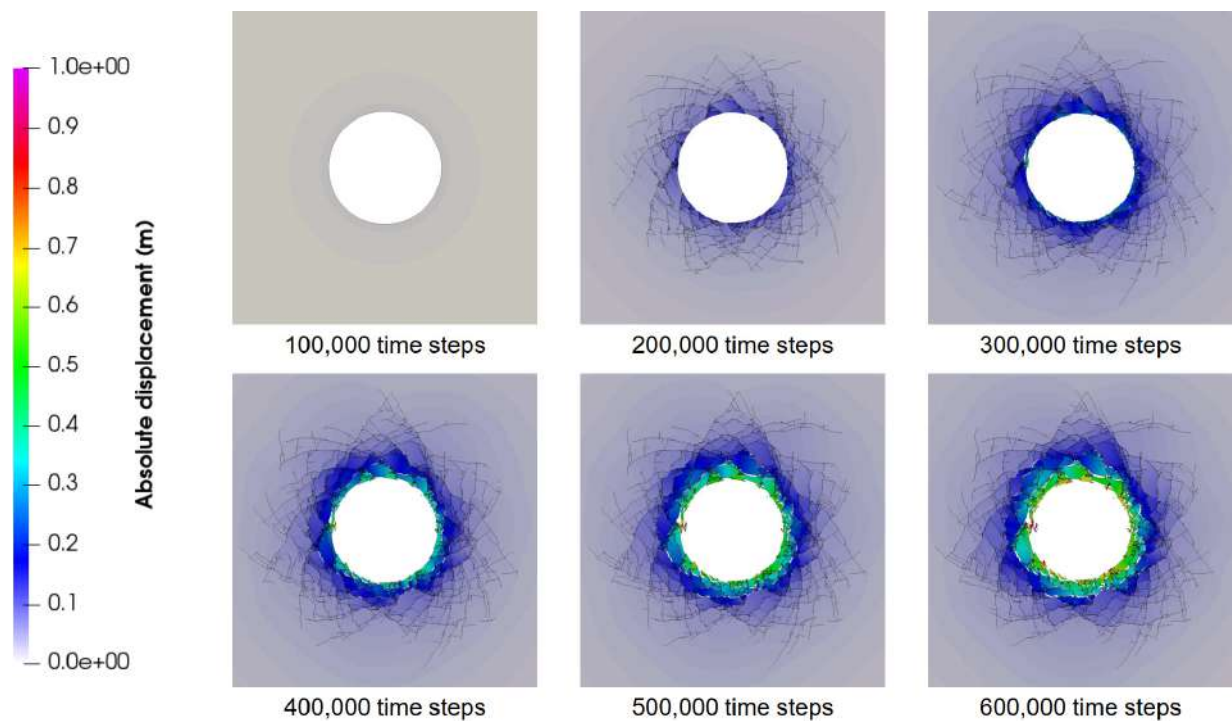 1.0e+00
0.9
0.8
0.7
0.6
0.5
0.4
0.3
0.2
0.1
0.0e+00
Absolute displacement (m)
100,000 time steps
200,000 time steps
300,000 time steps
400,000 time steps
500,000 time steps
600,000 time steps